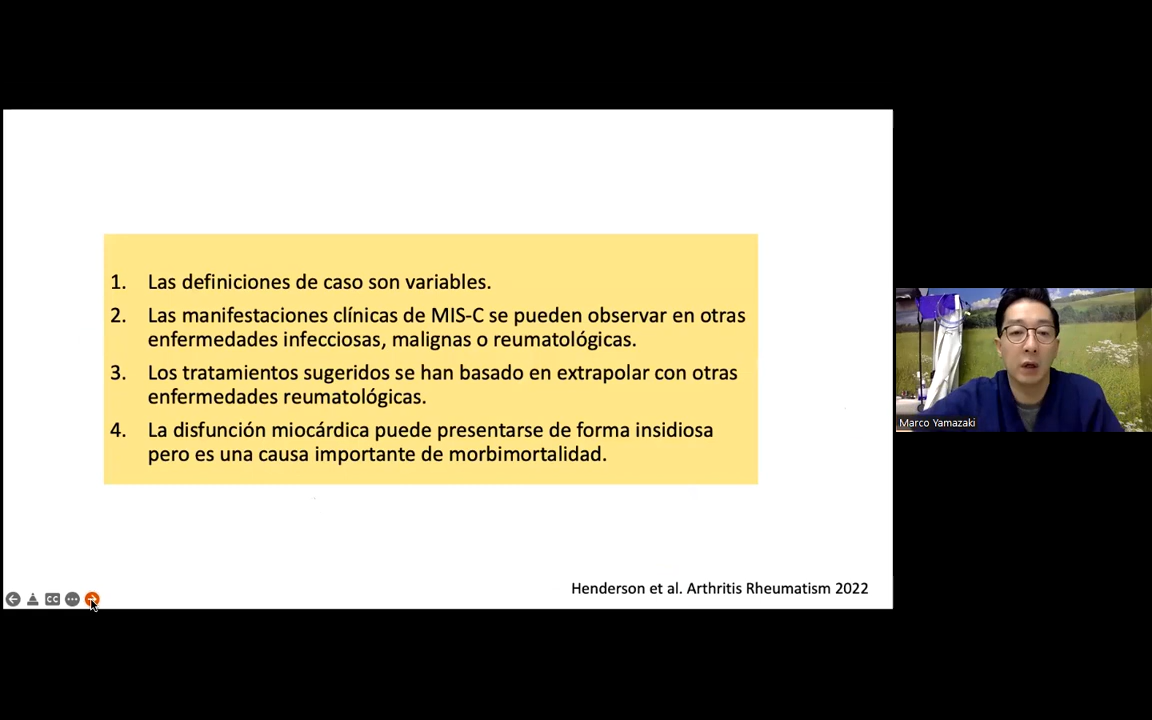 1. Las definiciones de caso son variables.
2. Las manifestaciones clínicas de MIS-C se pueden observar en otras
enfermedades infecciosas, malignas o reumatológicas.
3. Los tratamientos sugeridos se han basado en extrapolar con otras
enfermedades reumatológicas.
4. La disfunción miocárdica puede presentarse de forma insidiosa
pero es una causa importante de morbimortalidad.
Henderson et al. Arthritis Rheumatism 2022
CC
Marco Yamazaki